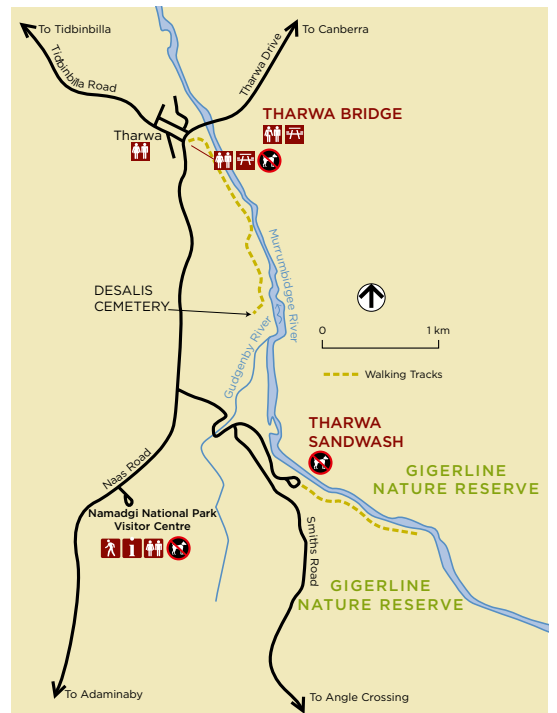 To Tidbinbilla
To Canberra
Tidbinbilla Road
Tharwa Drive
THARWA BRIDGE
Tharwa
Murrumbidgee River
DESALIS
CEMETERY
0 1 km
Gudgenby River
Walking Tracks
THARWA
SANDWASH
GIGERLINE
NATURE RESERVE
Naas Road
Namadgi National Park
Visitor Centre
Smiths Road
GIGERLINE
NATURE RESERVE
To Adaminaby
To Angle Crossing